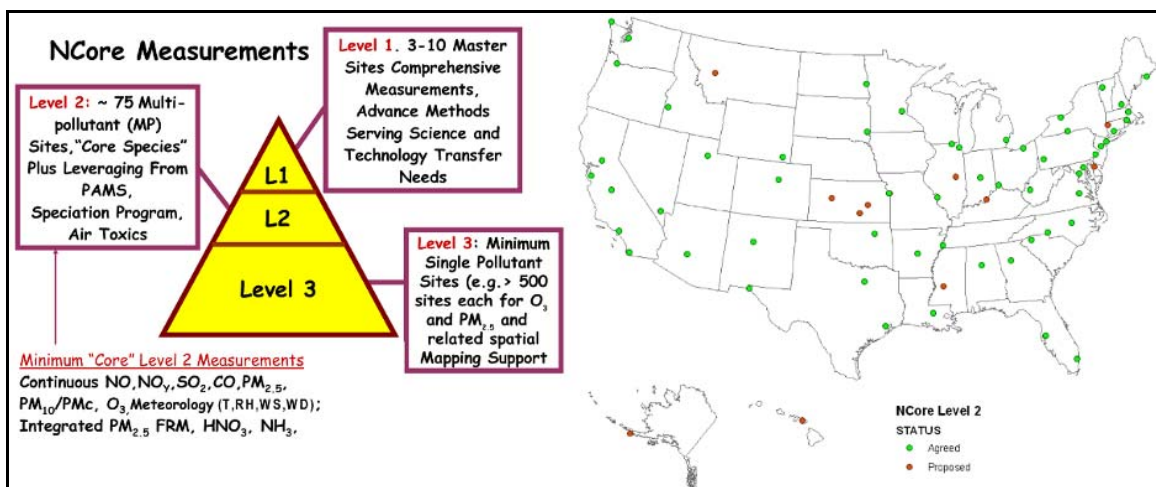 NCore Measurements
Level 1. 3-10 Master
Sites Comprehensive
Measurements,
Advance Methods
Serving Science and
Technology Transfer
Needs
Level 2: ~ 75 Multi-
pollutant (MP)
Sites,"Core Species"
Plus Leveraging From
PAMS,
Speciation Program,
Air Toxics
L1
L2
Level 3
Level 3: Minimum
Single Pollutant
Sites (e.g.> 500
sites each for O3
and PM2.5 and
related spatial
Mapping Support
Minimum "Core" Level 2 Measurements
Continuous NO,NOY,SO2,CO,PM2.5,
PM10/PMc, O3,Meteorology (T,RH,WS,WD);
Integrated PM2.5 FRM, HNO3, NH3,
NCore Level 2
STATUS
Agreed
Proposed